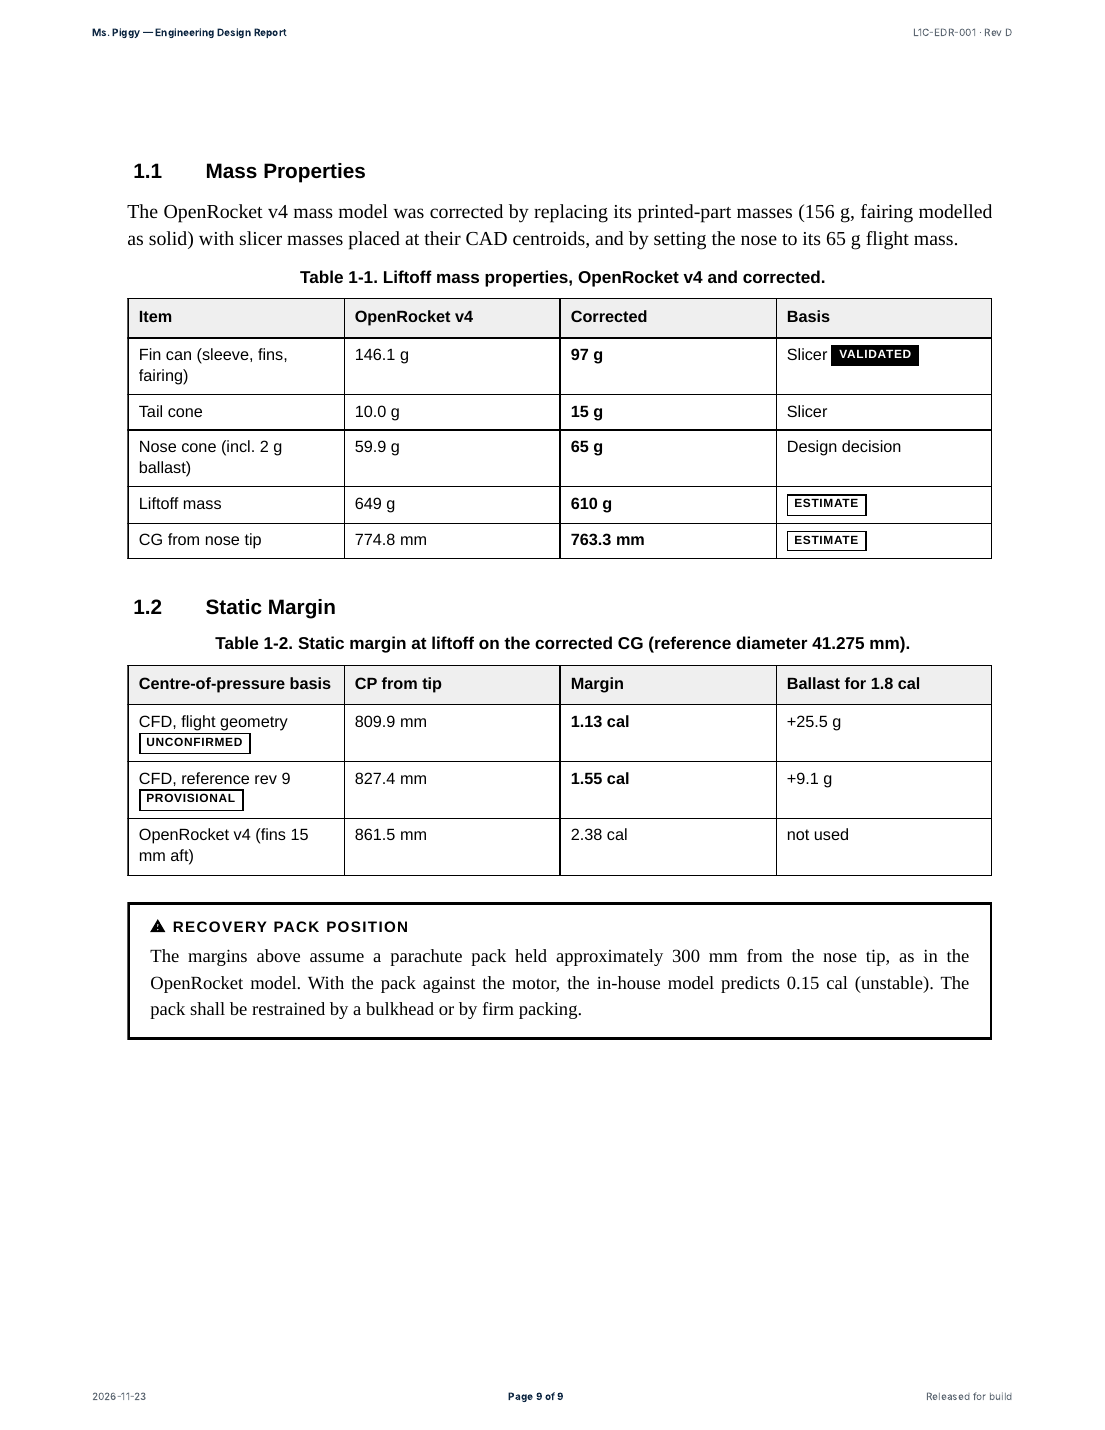 Ms. Piggy — Engineering Design Report
L1C-EDR-001 · Rev D
1.1 Mass Properties
The OpenRocket v4 mass model was corrected by replacing its printed-part masses (156 g, fairing modelled
as solid) with slicer masses placed at their CAD centroids, and by setting the nose to its 65 g flight mass.
Table 1-1. Liftoff mass properties, OpenRocket v4 and corrected.
Item OpenRocket v4 Corrected Basis
Fin can (sleeve, fins, 146.1 g 97 g Slicer VALIDATED
fairing)
Tail cone 10.0 g 15 g Slicer
Nose cone (incl. 2 g 59.9 g 65 g Design decision
ballast)
Liftoff mass 649 g 610 g ESTIMATE
CG from nose tip 774.8 mm 763.3 mm ESTIMATE
1.2 Static Margin
Table 1-2. Static margin at liftoff on the corrected CG (reference diameter 41.275 mm).
Centre-of-pressure basis CP from tip Margin Ballast for 1.8 cal
CFD, flight geometry 809.9 mm 1.13 cal +25.5 g
UNCONFIRMED
CFD, reference rev 9 827.4 mm 1.55 cal +9.1 g
PROVISIONAL
OpenRocket v4 (fins 15 861.5 mm 2.38 cal not used
mm aft)
⚠ RECOVERY PACK POSITION
The margins above assume a parachute pack held approximately 300 mm from the nose tip, as in the
OpenRocket model. With the pack against the motor, the in-house model predicts 0.15 cal (unstable). The
pack shall be restrained by a bulkhead or by firm packing.
2026-11-23
Page 9 of 9
Released for build